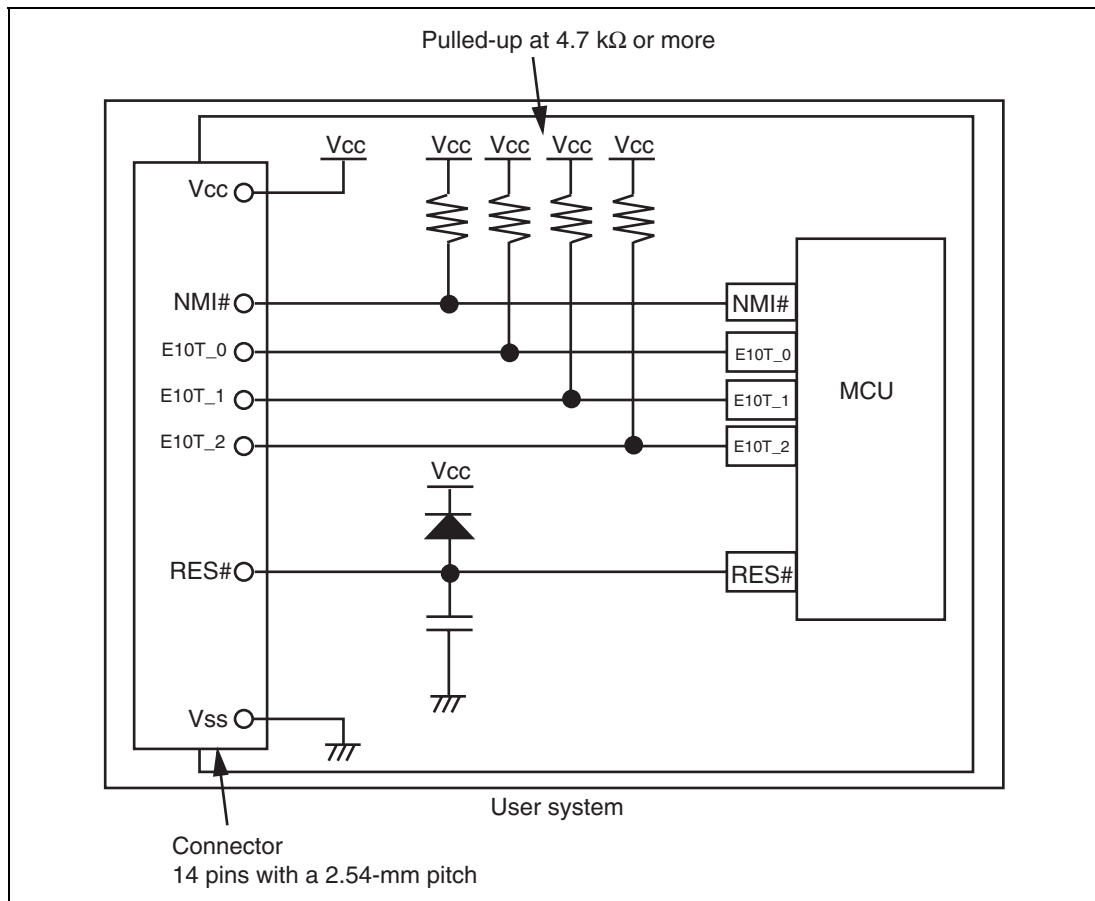 Pulled-up at 4.7 kΩ or more
Vcc
Vcc
Vcc
Vcc
Vcc
Vcc
NMI#
NMI#
E10T_0
E10T_0
E10T_1
E10T_1
MCU
E10T_2
E10T_2
Vcc
RES#
RES#
Vss
User system
Connector
14 pins with a 2.54-mm pitch